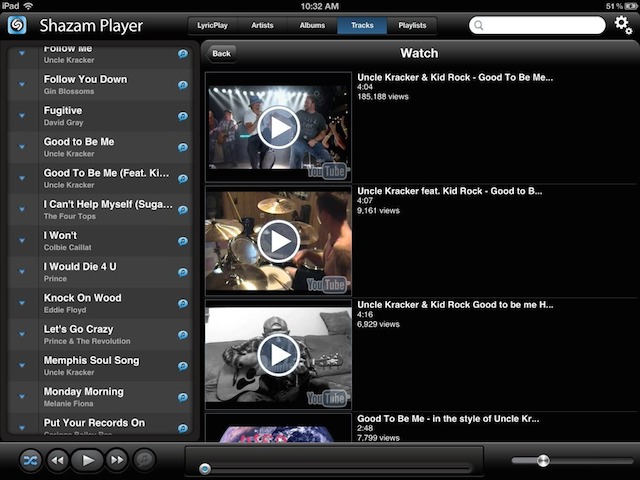 iPad
10:32 AM
51 %
Shazam Player
LyricPlay
Artists
Albums
Tracks
Playlists
Back
Watch
Follow Me
Uncle Kracker
Follow You Down
Gin Blossoms
Fugitive
David Gray
Good to Be Me
Uncle Kracker
Good To Be Me (Feat. Ki...
Uncle Kracker
I Can't Help Myself (Suga...
The Four Tops
I Won't
Colbie Caillat
I Would Die 4 U
Prince
Knock On Wood
Eddie Floyd
Let's Go Crazy
Prince & The Revolution
Memphis Soul Song
Uncle Kracker
Monday Morning
Melanie Fiona
Put Your Records On
Uncle Kracker & Kid Rock - Good To Be Me...
4:04
185,188 views
YouTube
Uncle Kracker feat. Kid Rock - Good to B...
4:07
9,161 views
YouTube
Uncle Kracker & Kid Rock Good to be me H...
4:16
6,929 views
YouTube
Good To Be Me - in the style of Uncle Kr...
2:48
7,799 views